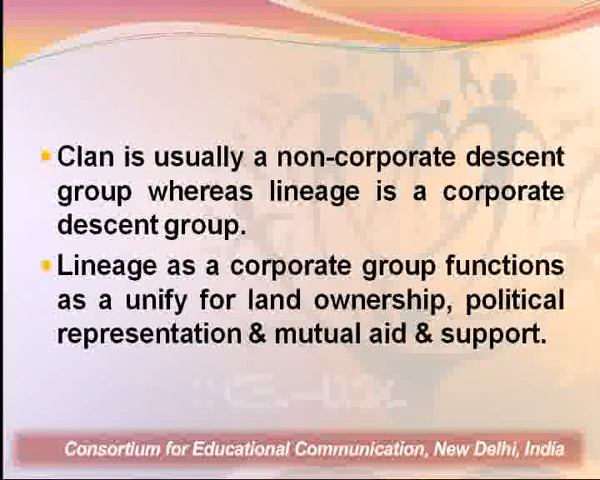 Clan is usually a non-corporate descent
group whereas lineage is a corporate
descent group.
Lineage as a corporate group functions
as a unify for land ownership, political
representation & mutual aid & support.
Consortium for Educational Communication, New Delhi, India